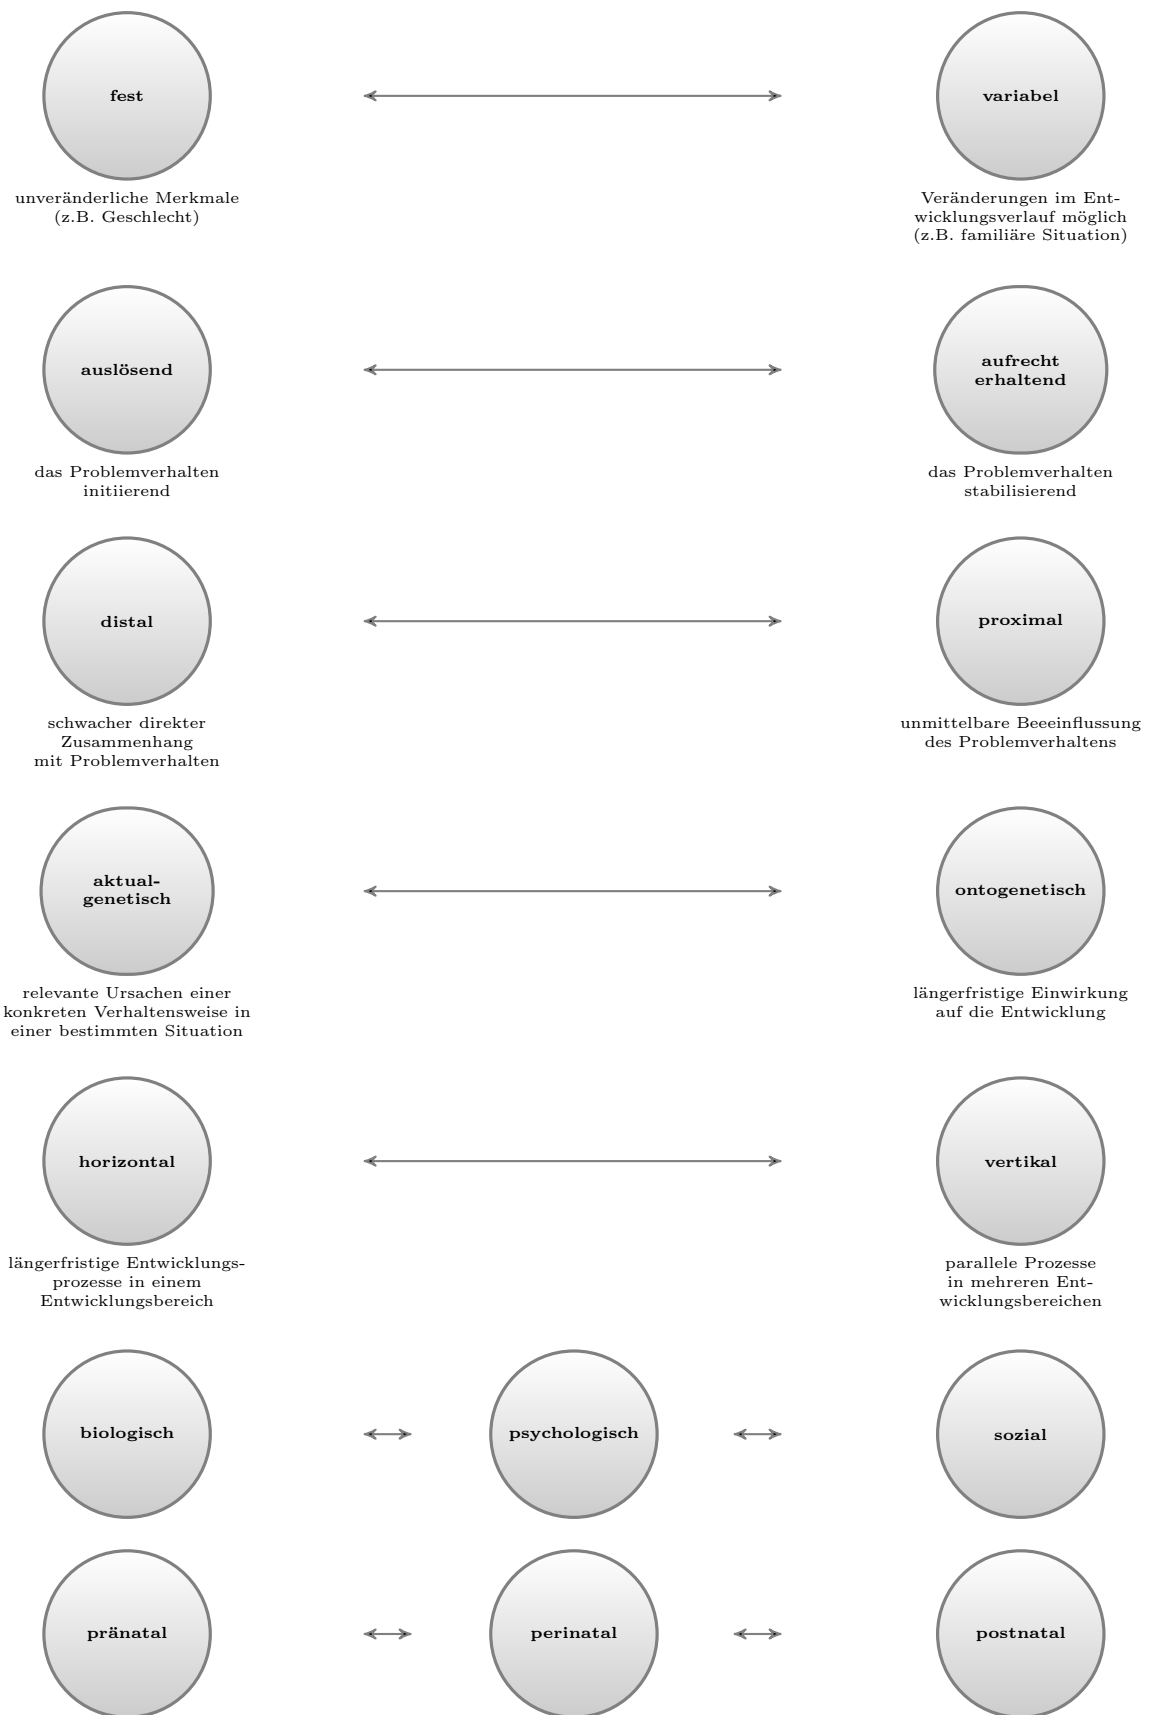 fest
variabel
unveränderliche Merkmale
(z.B. Geschlecht)
Veränderungen im Ent-
wicklungsverlauf möglich
(z.B. familiäre Situation)
auslösend
aufrecht
erhaltend
das Problemverhalten
initiierend
das Problemverhalten
stabilisierend
distal
proximal
schwacher direkter
Zusammenhang
mit Problemverhalten
unmittelbare Beeeinflussung
des Problemverhaltens
aktual-
genetisch
ontogenetisch
relevante Ursachen einer
konkreten Verhaltensweise in
einer bestimmten Situation
längerfristige Einwirkung
auf die Entwicklung
horizontal
vertikal
längerfristige Entwicklungs-
prozesse in einem
Entwicklungsbereich
parallele Prozesse
in mehreren Ent-
wicklungsbereichen
biologisch
psychologisch
sozial
pränatal
perinatal
postnatal